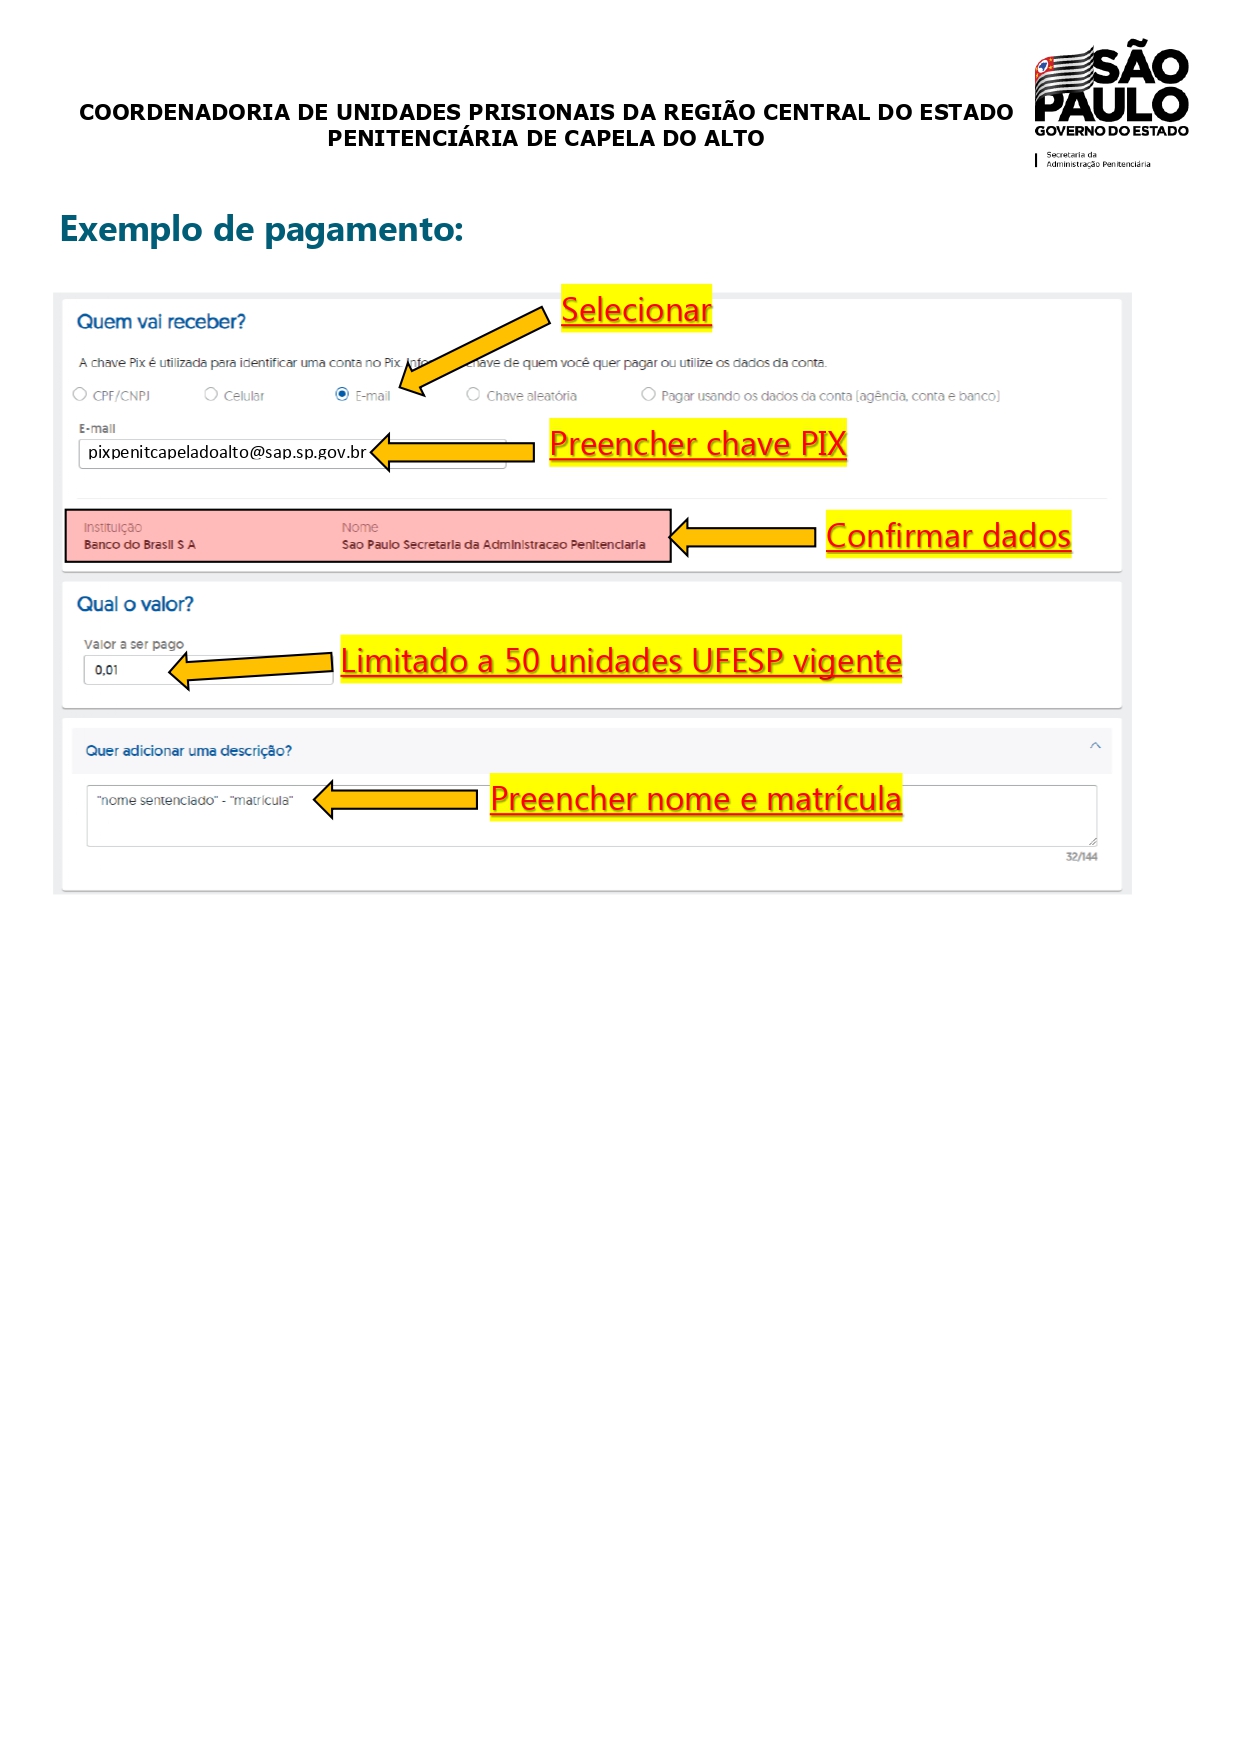 SÃO
PAULO
GOVERNO DO ESTADO
Secretaria da
Administração Penitenciária
COORDENADORIA DE UNIDADES PRISIONAIS DA REGIÃO CENTRAL DO ESTADO
PENITENCIÁRIA DE CAPELA DO ALTO
Exemplo de pagamento:
Selecionar
Quem vai receber?
A chave Pix é utilizada para identificar uma conta no Pix. have de quem você quer pagar ou utilize os dados da conta.
CPF/CNPJ Celular E-mail Chave aleatória Pagar usando os dados da conta (agência, conta e banco)
E-mail
pixpenitcapeladoalto@sap.sp.gov.br
Preencher chave PIX
Instituição Nome
Banco do Brasil S A Sao Paulo Secretaria da Administracao Penitenciaria
Confirmar dados
Qual o valor?
Valor a ser pago
0,01
Limitado a 50 unidades UFESP vigente
Quer adicionar uma descrição?
"nome sentenciado" - "matrícula"
Preencher nome e matrícula
32/144